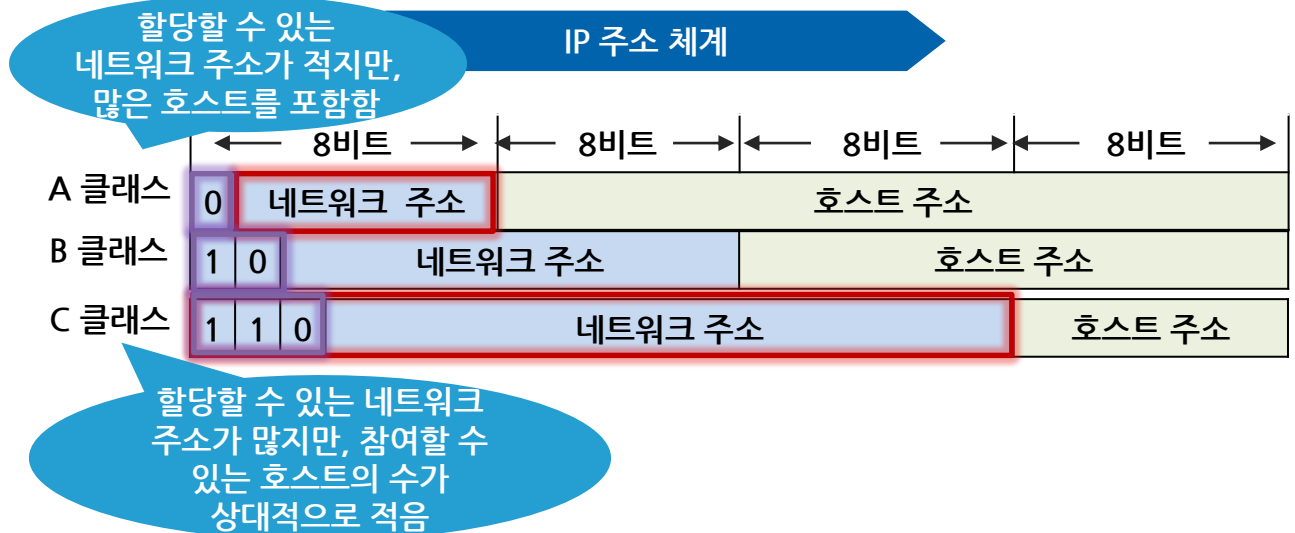 할당할 수 있는
네트워크 주소가 적지만,
많은 호스트를 포함함
IP 주소 체계
8비트 8비트 8비트 8비트
A 클래스 0 네트워크 주소 호스트 주소
B 클래스 1 0 네트워크 주소 호스트 주소
C 클래스 1 1 0 네트워크 주소 호스트 주소
할당할 수 있는 네트워크
주소가 많지만, 참여할 수
있는 호스트의 수가
상대적으로 적음